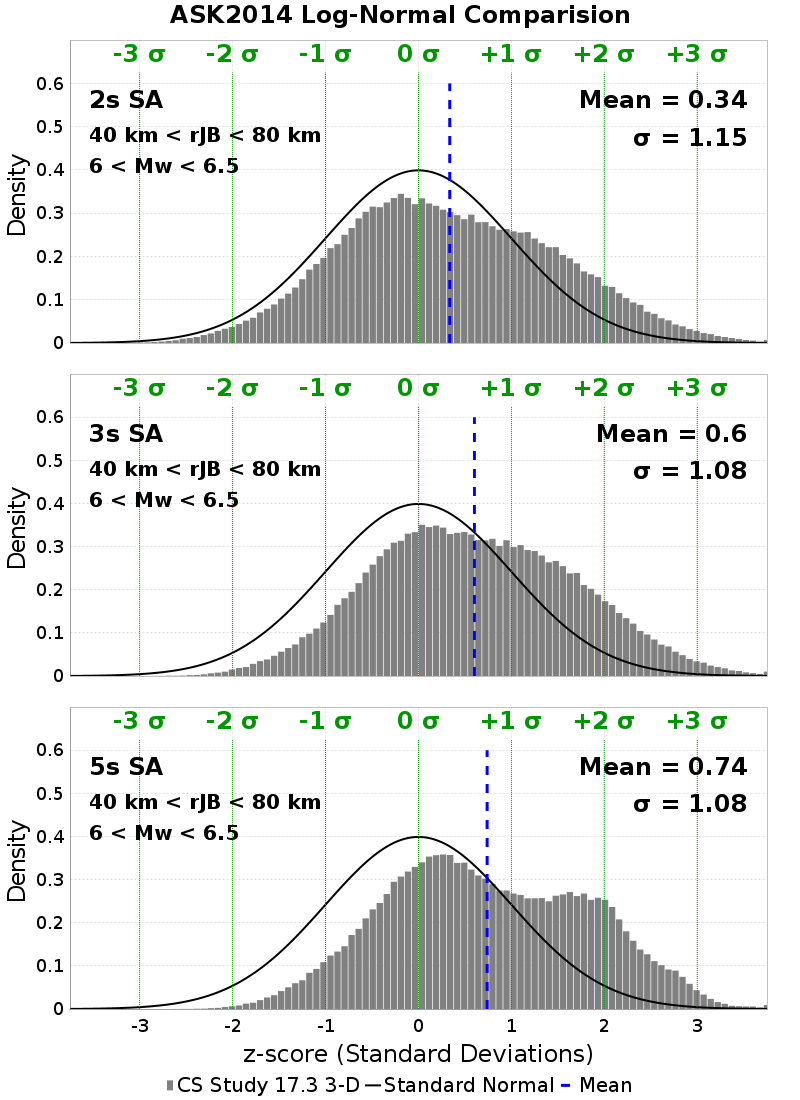 ASK2014 Log-Normal Comparision
-3 σ -2 σ -1 σ 0 σ +1 σ +2 σ +3 σ
0.6
2s SA Mean = 0.34
0.5
40 km < rJB < 80 km σ = 1.15
6 < Mw < 6.5
0.4
Density
0.3
0.2
0.1
0
-3 σ -2 σ -1 σ 0 σ +1 σ +2 σ +3 σ
0.6
3s SA Mean = 0.6
0.5
40 km < rJB < 80 km σ = 1.08
6 < Mw < 6.5
0.4
Density
0.3
0.2
0.1
0
-3 σ -2 σ -1 σ 0 σ +1 σ +2 σ +3 σ
0.6
5s SA Mean = 0.74
0.5
40 km < rJB < 80 km σ = 1.08
6 < Mw < 6.5
0.4
Density
0.3
0.2
0.1
0
-3 -2 -1 0 1 2 3
z-score (Standard Deviations)
CS Study 17.3 3-D Standard Normal Mean